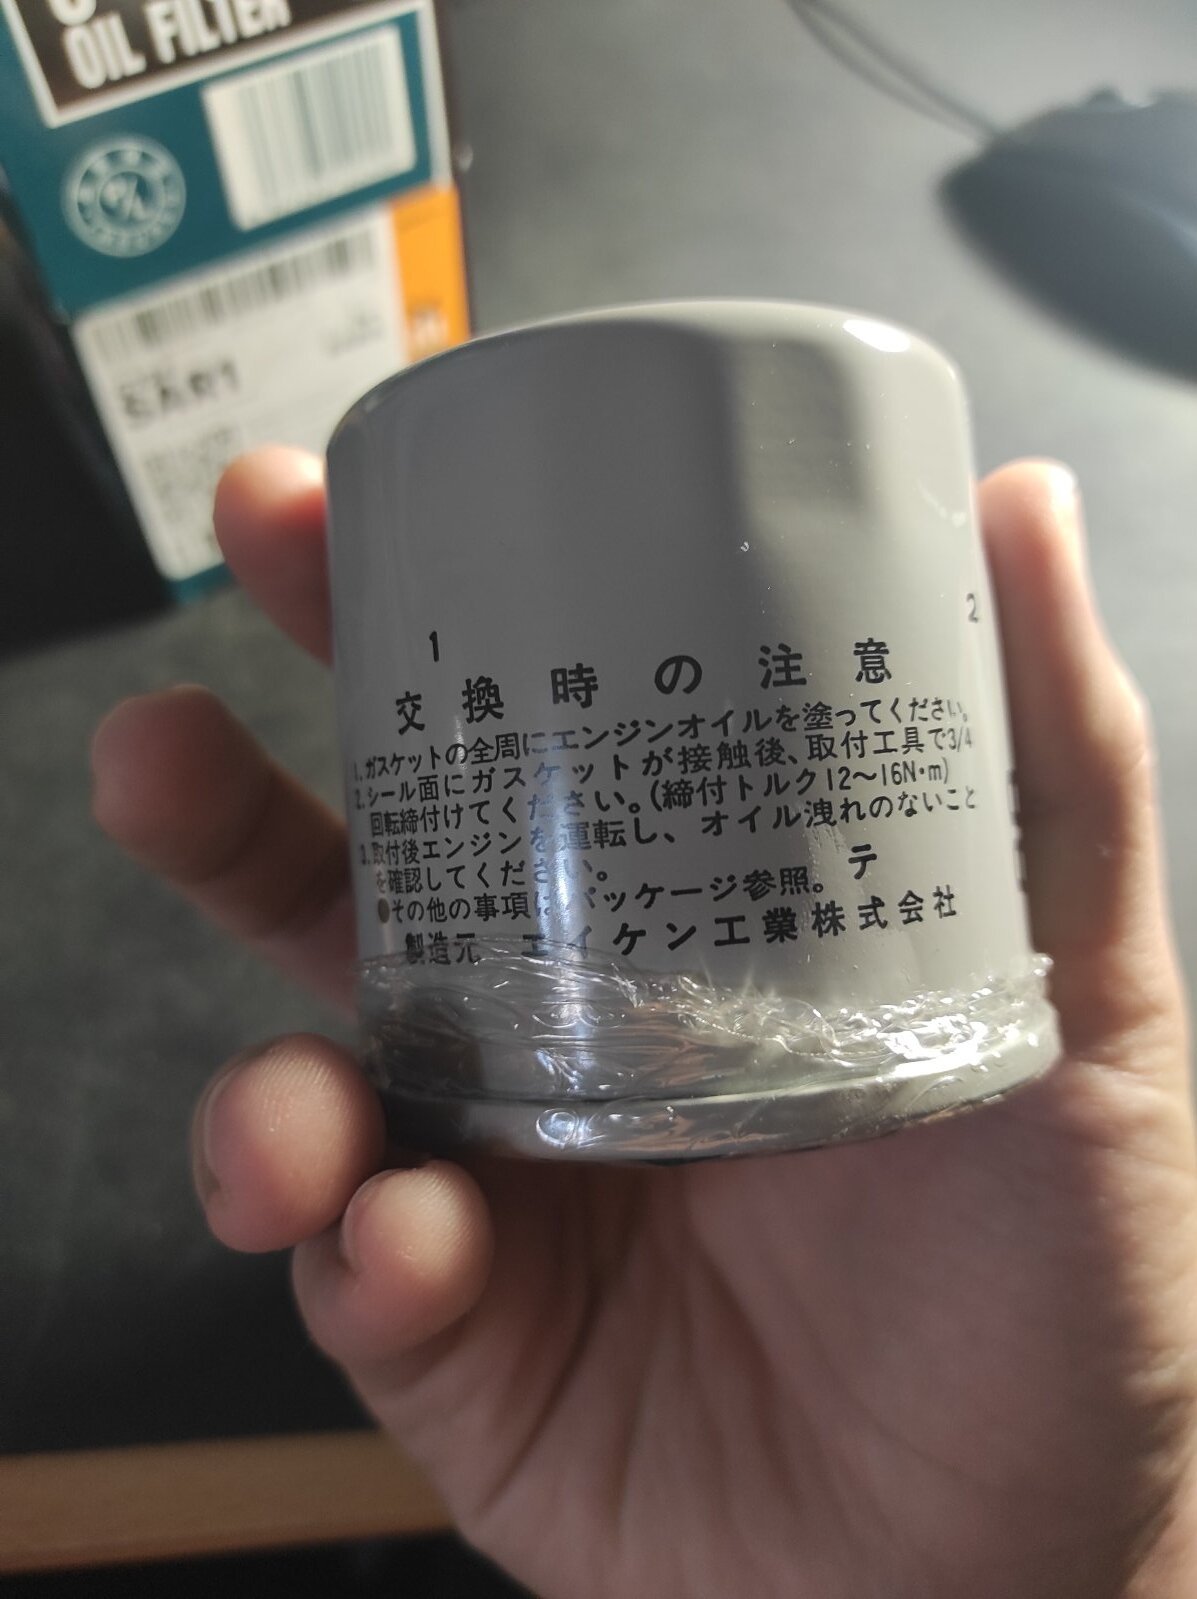 OIL FILTER
1
2
交換時の注意
1.ガスケットの全周にエンジンオイルを塗ってください。
2.シール面にガスケットが接触後、取付工具で3/4
回転締付けてください。(締付トルク12〜16N·m)
3.取付後エンジンを運転し、オイル洩れのないこと
を確認してください。
テ
●その他の事項はパッケージ参照。
製造元 エイケン工業株式会社